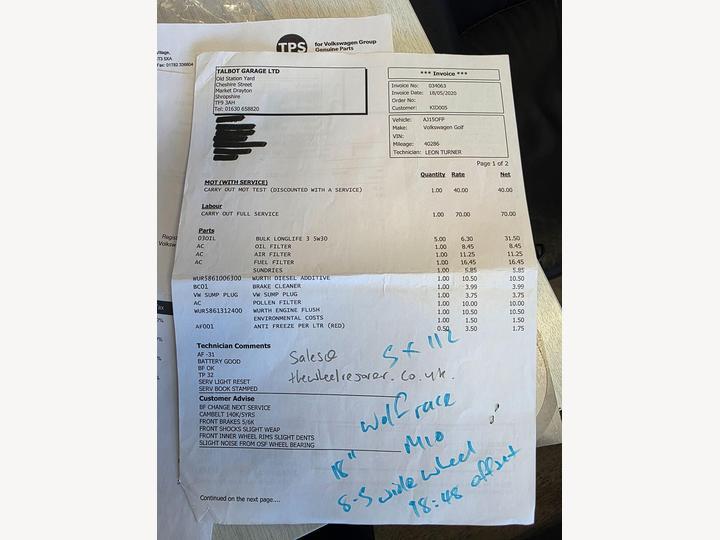 TPS
for Volkswagen Group
Genuine Parts
Fax: 01782 336604
TALBOT GARAGE LTD
Old Station Yard
Cheshire Street
Market Drayton
Shropshire
TF9 3AH
Tel: 01630 658820
*** Invoice ***
Invoice No: 034063
Invoice Date: 18/05/2020
Order No:
Customer: KID005
Vehicle: AJ15OFP
Make: Volkswagen Golf
VIN:
Mileage: 40286
Technician: LEON TURNER
Page 1 of 2
Quantity Rate Net
MOT (WITH SERVICE)
CARRY OUT MOT TEST (DISCOUNTED WITH A SERVICE) 1.00 40.00 40.00
Labour
CARRY OUT FULL SERVICE 1.00 70.00 70.00
Parts
030IL BULK LONGLIFE 3 5W30 5.00 6.30 31.50
AC OIL FILTER 1.00 8.45 8.45
AC AIR FILTER 1.00 11.25 11.25
AC FUEL FILTER 1.00 16.45 16.45
SUNDRIES 1.00 5.85 5.85
WUR5861006300 WURTH DIESEL ADDITIVE 1.00 10.50 10.50
BC01 BRAKE CLEANER 1.00 3.99 3.99
VW SUMP PLUG VW SUMP PLUG 1.00 3.75 3.75
AC POLLEN FILTER 1.00 10.00 10.00
WUR5861312400 WURTH ENGINE FLUSH 1.00 10.50 10.50
ENVIRONMENTAL COSTS 1.00 1.50 1.50
AF001 ANTI FREEZE PER LTR (RED) 0.50 3.50 1.75
Technician Comments
AF -31
BATTERY GOOD
BF OK
TP 32
SERV LIGHT RESET
SERV BOOK STAMPED
Customer Advise
BF CHANGE NEXT SERVICE
CAMBELT 140K/5YRS
FRONT BRAKES 5/6K
FRONT SHOCKS SLIGHT WEAP
FRONT INNER WHEEL RIMS SLIGHT DENTS
SLIGHT NOISE FROM OSF WHEEL BEARING
Continued on the next page....
5x112
Sales@
.co.uk.
wolfrace
18" M10
8-5 wide wheel
48 offset